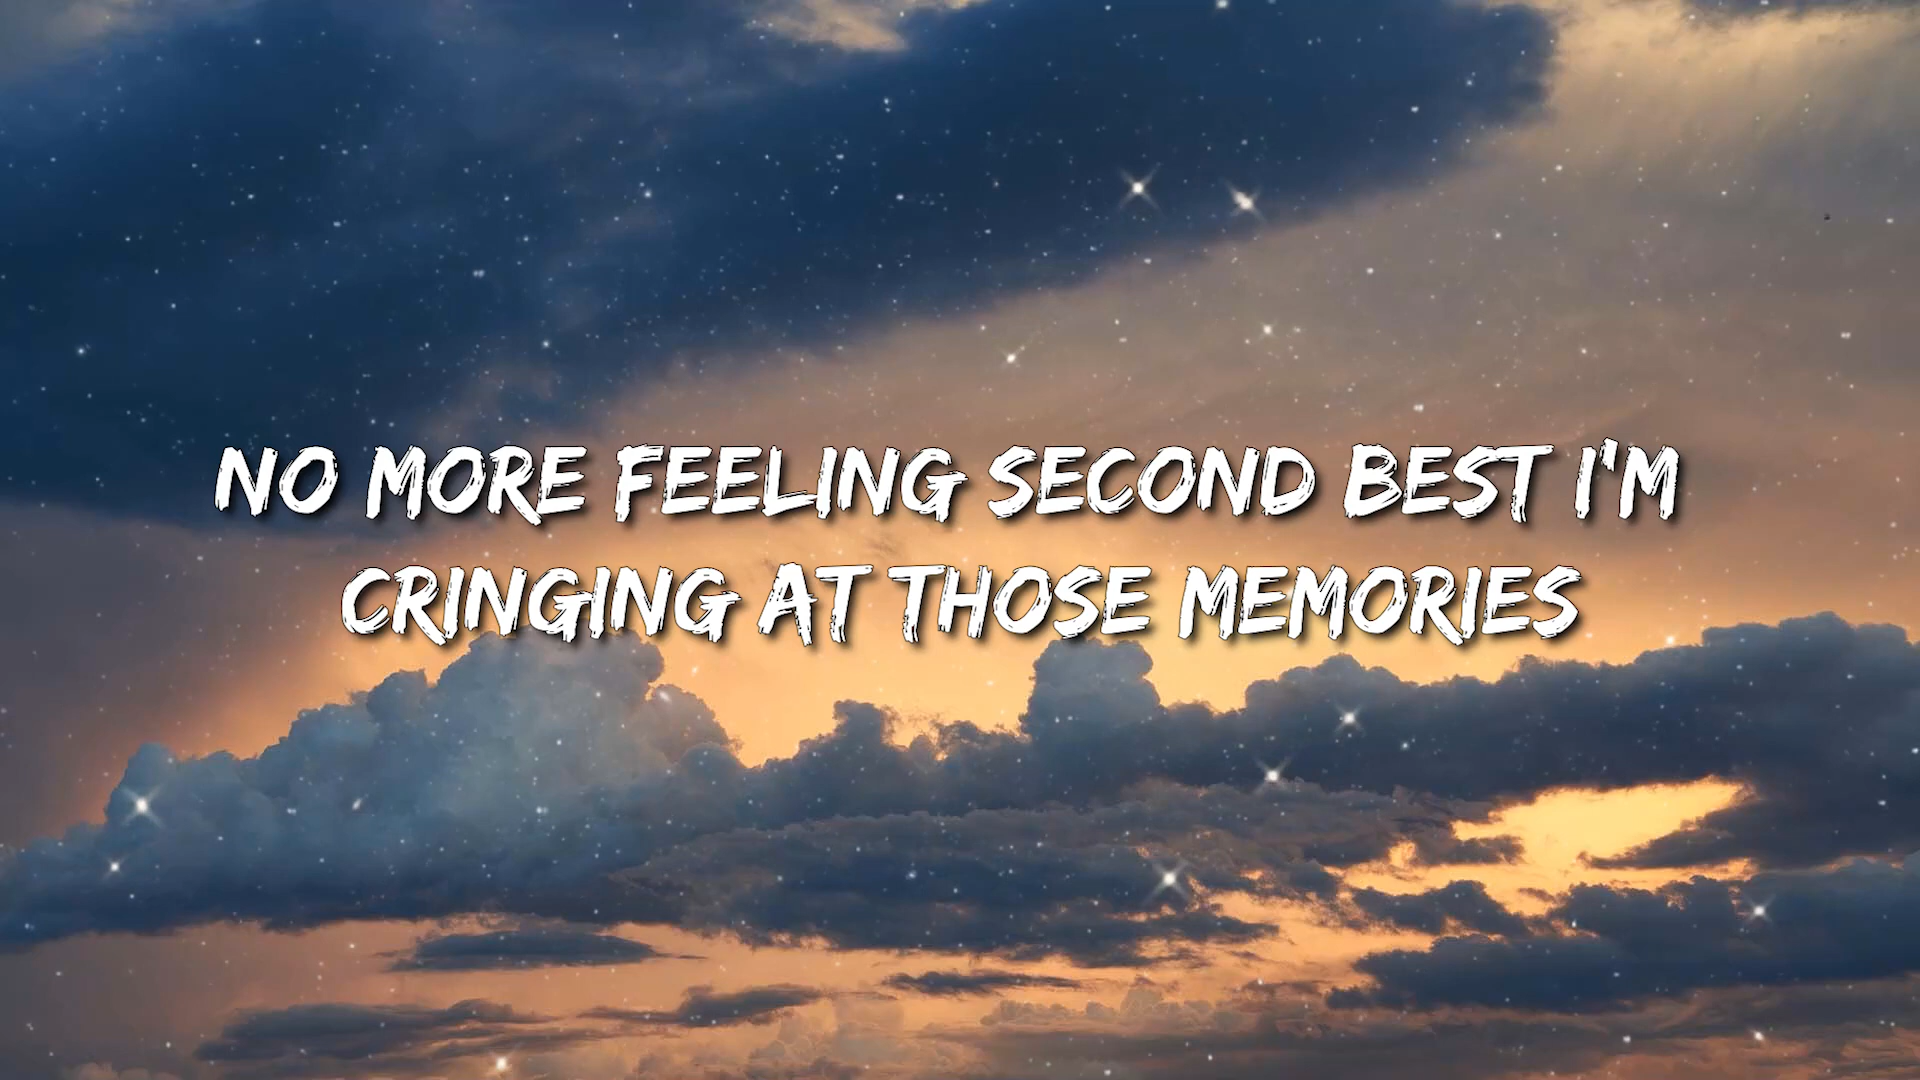 NO MORE FEELING SECOND BEST I'M
CRINGING AT THOSE MEMORIES